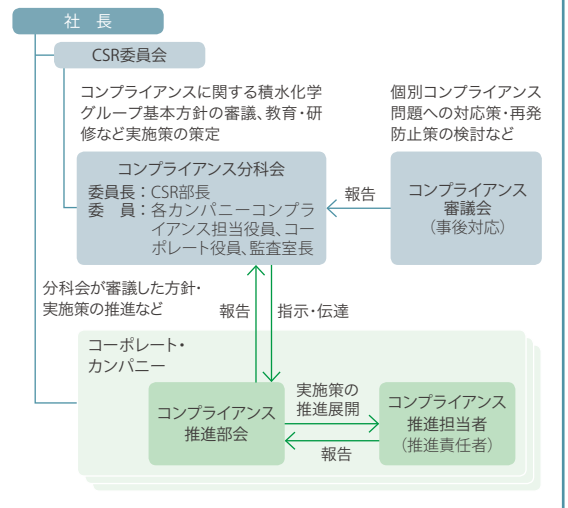 社　長
CSR委員会
コンプライアンスに関する積水化学
グループ基本方針の審議、教育・研
修など実施策の策定
個別コンプライアンス
問題への対応策・再発
防止策の検討など
コンプライアンス分科会
委員長：CSR部長
委　員：各カンパニーコンプラ
イアンス担当役員、コー
ポレート役員、監査室長
報告
コンプライアンス
審議会
（事後対応）
分科会が審議した方針・
実施策の推進など
報告
指示・伝達
コーポレート・
カンパニー
コンプライアンス
推進部会
実施策の
推進展開
報告
コンプライアンス
推進担当者
（推進責任者）